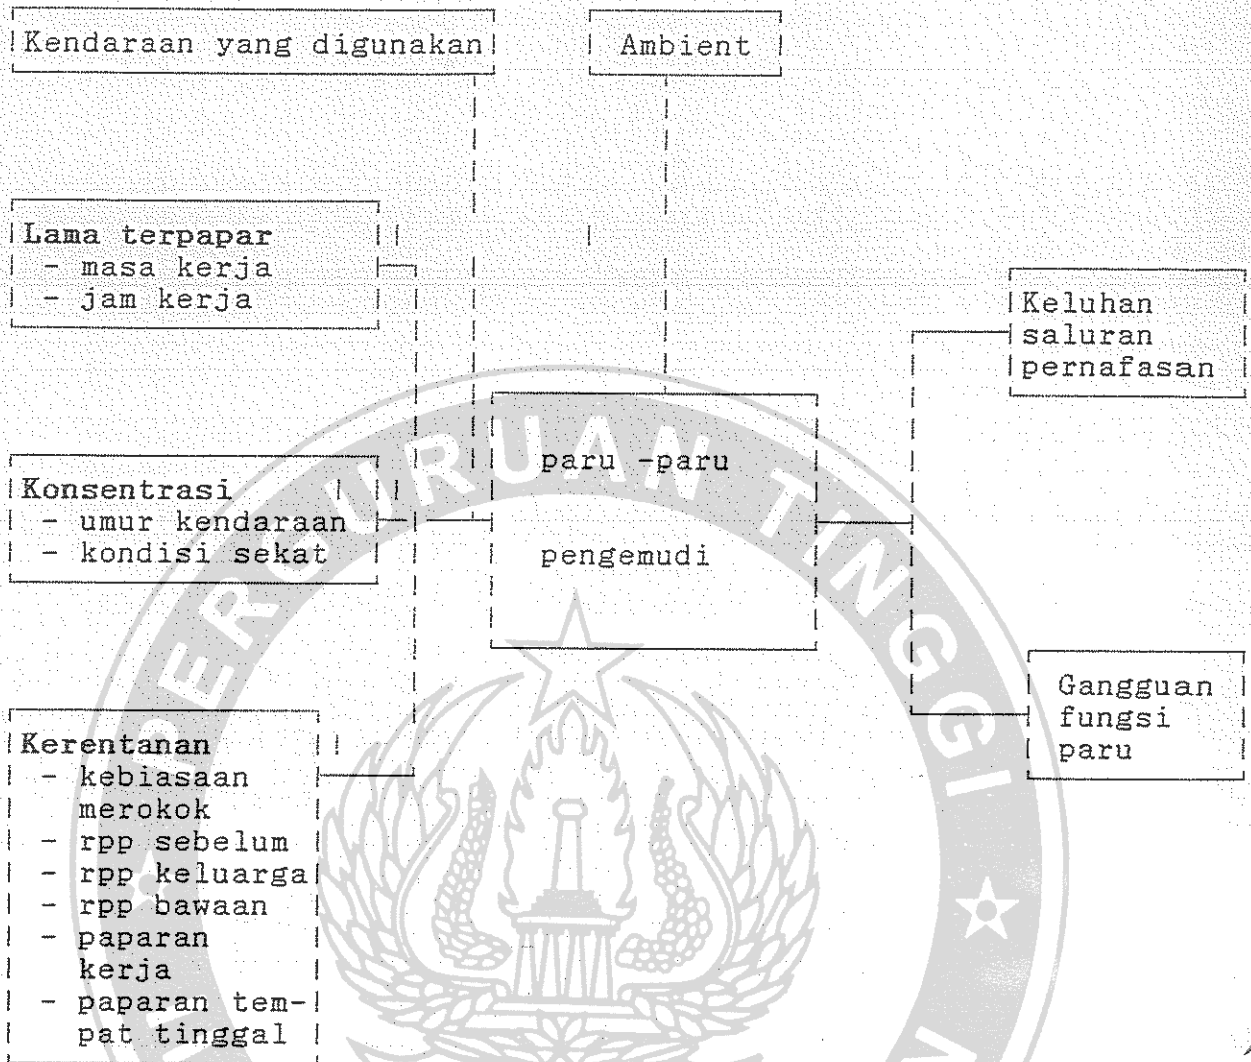 Kendaraan yang digunakan
Ambient
Lama terpapar
- masa kerja
- jam kerja
Keluhan
saluran
pernafasan
paru -paru
pengemudi
Konsentrasi
- umur kendaraan
- kondisi sekat
Gangguan
fungsi
paru
Kerentanan
- kebiasaan
merokok
- rpp sebelum
- rpp keluarga
- rpp bawaan
- paparan
kerja
- paparan tem-
pat tinggal
PERGURUAN TINGGI